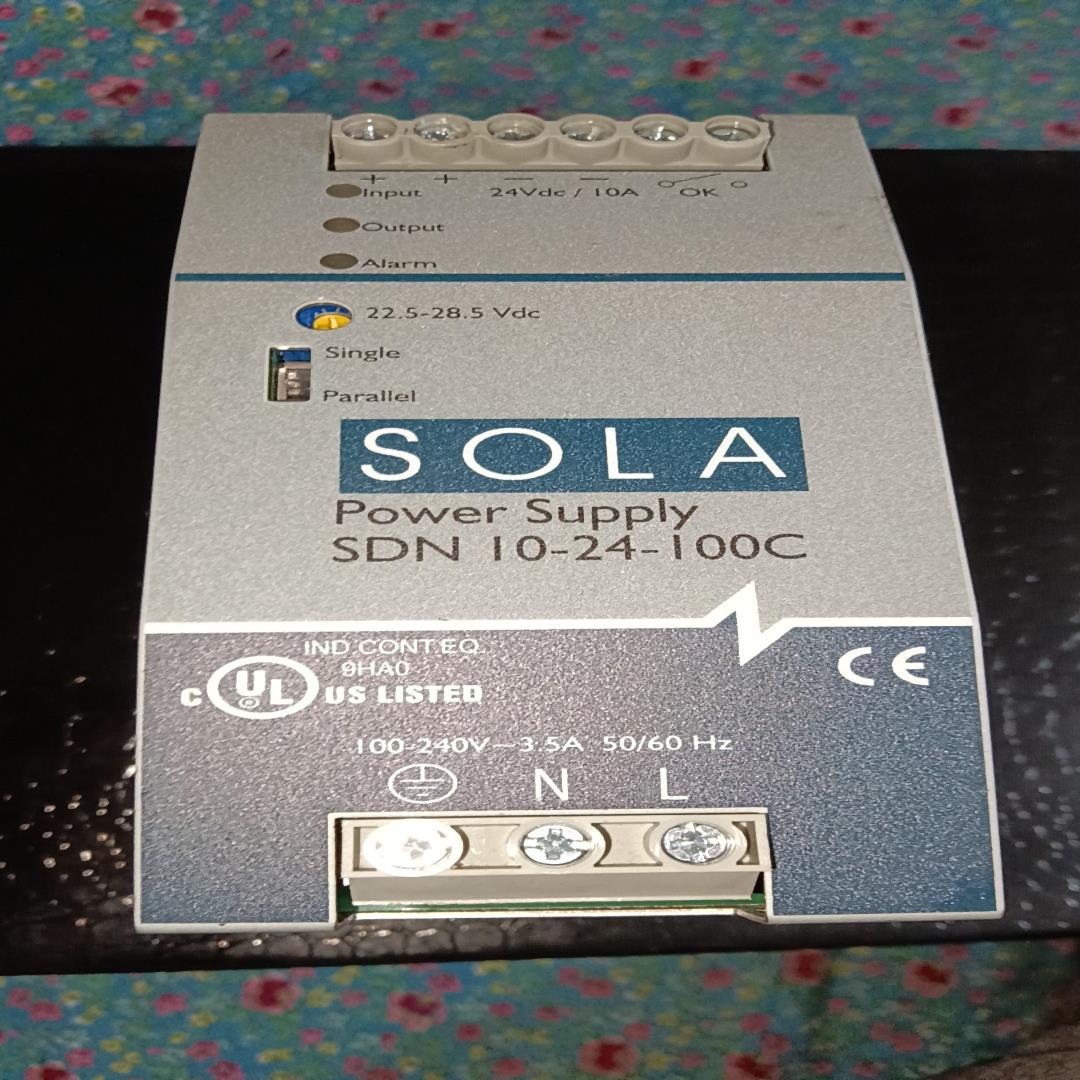 + + — —
Input 24Vdc / 10A OK
Output
Alarm
22.5-28.5 Vdc
Single
Parallel
SOLA
Power Supply
SDN 10-24-100C
IND.CONT.EQ.
9HA0
C UL ® US LISTED
CE
100-240V~3.5A 50/60 Hz
N L